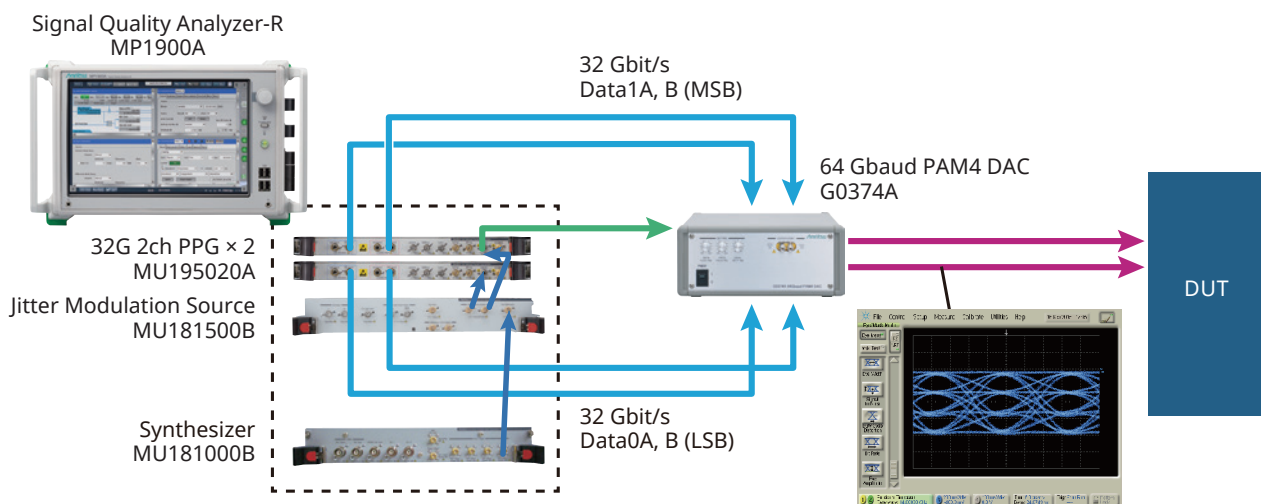 Signal Quality Analyzer-R
MP1900A
32 Gbit/s
Data1A, B (MSB)
64 Gbaud PAM4 DAC
G0374A
32G 2ch PPG × 2
MU195020A
Jitter Modulation Source
MU181500B
DUT
File Control Setup Measure Calibrate Utilities Help
Synthesizer
MU181000B
32 Gbit/s
Data0A, B (LSB)